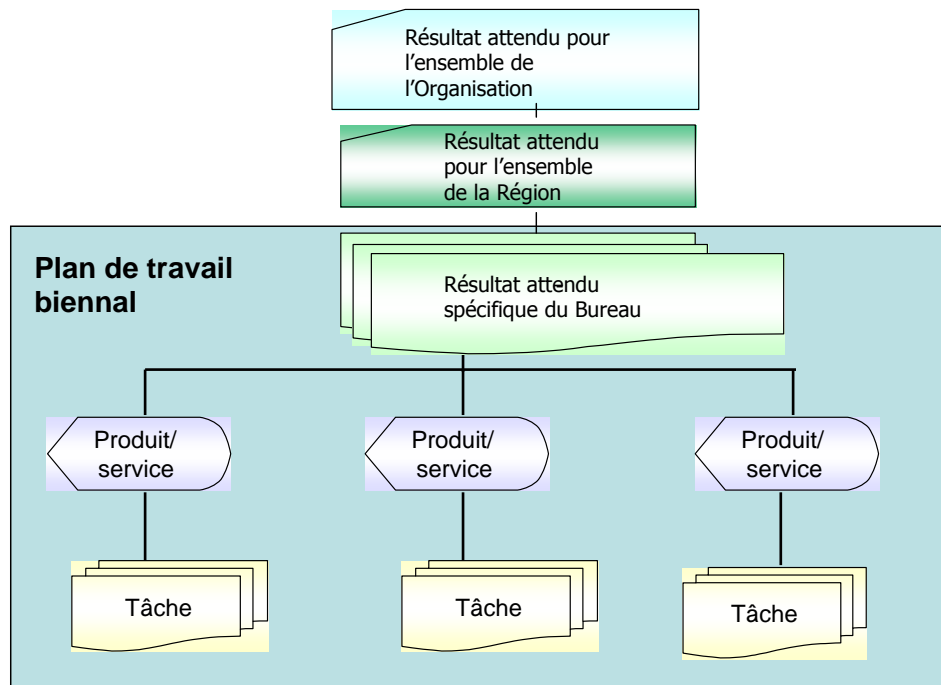 Résultat attendu pour
l'ensemble de
l'Organisation
Résultat attendu
pour l'ensemble
de la Région
Plan de travail
biennal
Résultat attendu
spécifique du Bureau
Produit/
service
Produit/
service
Produit/
service
Tâche
Tâche
Tâche